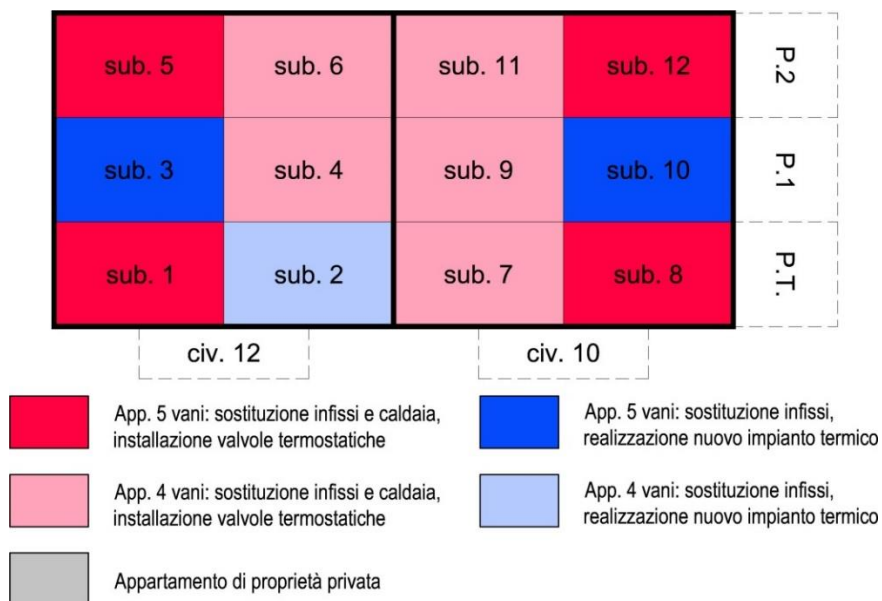 sub. 5 sub. 6 sub. 11 sub. 12 P.2
sub. 3 sub. 4 sub. 9 sub. 10 P.1
sub. 1 sub. 2 sub. 7 sub. 8 P.T.
civ. 12 civ. 10
App. 5 vani: sostituzione infissi e caldaia,
installazione valvole termostatiche
App. 5 vani: sostituzione infissi,
realizzazione nuovo impianto termico
App. 4 vani: sostituzione infissi e caldaia,
installazione valvole termostatiche
App. 4 vani: sostituzione infissi,
realizzazione nuovo impianto termico
Appartamento di proprietà privata